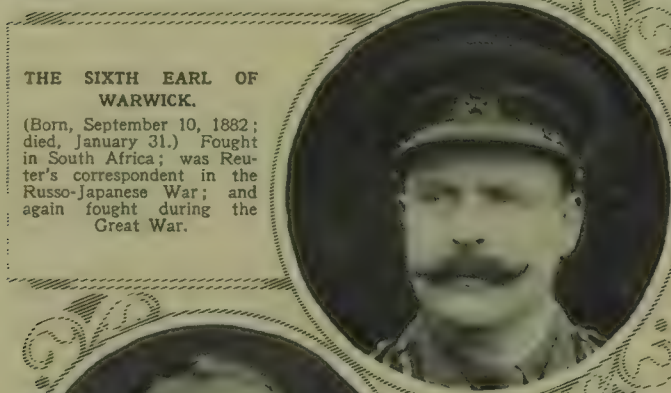 THE SIXTH EARL OF
WARWICK.
(Born, September 10, 1882;
died, January 31.) Fought
in South Africa; was Reu-
ter's correspondent in the
Russo-Japanese War; and
again fought during the
Great War.